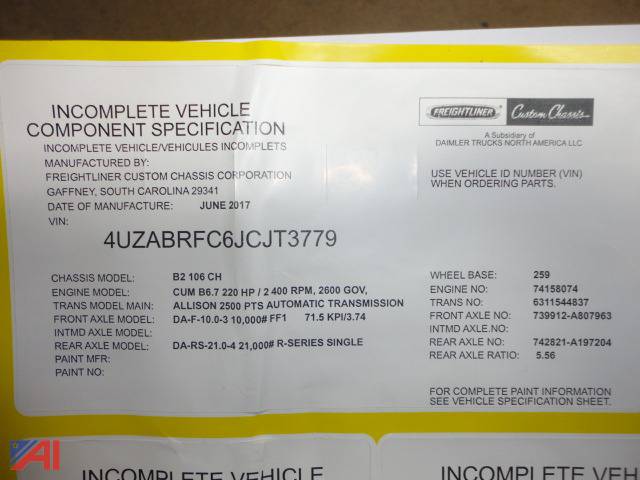 INCOMPLETE VEHICLE
COMPONENT SPECIFICATION
INCOMPLETE VEHICLE/VEHICULES INCOMPLETS
MANUFACTURED BY:
FREIGHTLINER CUSTOM CHASSIS CORPORATION
GAFFNEY, SOUTH CAROLINA 29341
DATE OF MANUFACTURE: JUNE 2017
VIN:
4UZABRFC6JCJT3779
FREIGHTLINER Custom Chassis
A Subsidiary of
DAIMLER TRUCKS NORTH AMERICA LLC
USE VEHICLE ID NUMBER (VIN)
WHEN ORDERING PARTS.
CHASSIS MODEL: B2 106 CH
ENGINE MODEL: CUM B6.7 220 HP / 2 400 RPM, 2600 GOV,
TRANS MODEL MAIN: ALLISON 2500 PTS AUTOMATIC TRANSMISSION
FRONT AXLE MODEL: DA-F-10.0-3 10,000# FF1 71.5 KPI/3.74
INTMD AXLE MODEL:
REAR AXLE MODEL: DA-RS-21.0-4 21,000# R-SERIES SINGLE
PAINT MFR:
PAINT NO:
WHEEL BASE: 259
ENGINE NO: 74158074
TRANS NO: 6311544837
FRONT AXLE NO: 739912-A807963
INTMD AXLE NO:
REAR AXLE NO: 742821-A197204
REAR AXLE RATIO: 5.56
FOR COMPLETE PAINT INFORMATION
SEE VEHICLE SPECIFICATION SHEET.
AI
INCOMPLETE VEHICLE
INCOMPLETE VEH